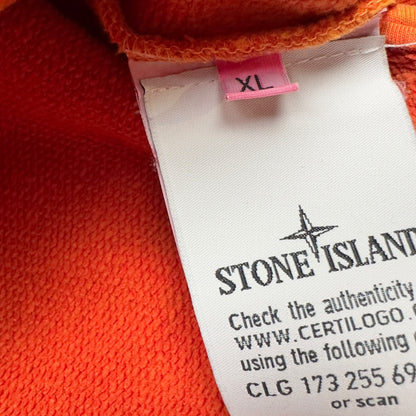 XL
STONE ISLAND
Check the authenticity
WWW.CERTILOGO.
using the following
CLG 173 255 69
or scan